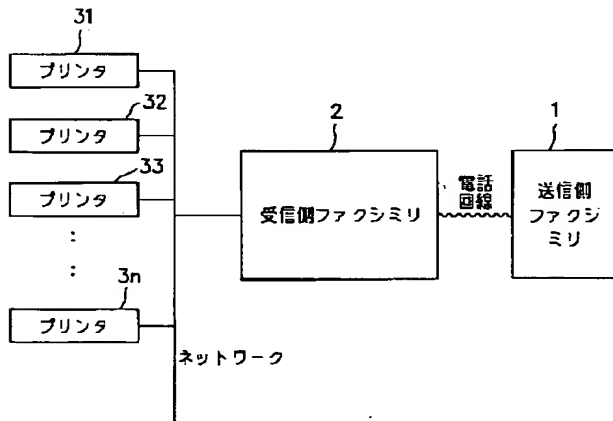 31
プリンタ
32
プリンタ
33
プリンタ
3n
プリンタ
ネットワーク
2
受信側ファクシミリ
電話
回線
1
送信側
ファクシ
ミリ